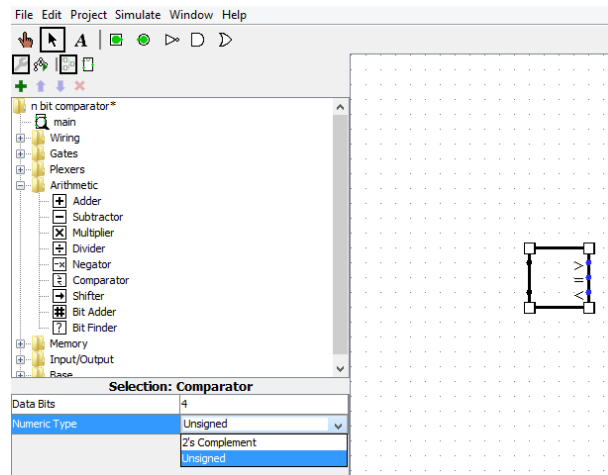 File Edit Project Simulate Window Help
A
n bit comparator*
main
Wiring
Gates
Plexers
Arithmetic
+ Adder
− Subtractor
× Multiplier
÷ Divider
-x Negator
Comparator
→ Shifter
# Bit Adder
? Bit Finder
Memory
Input/Output
Base
>
=
<
Selection: Comparator
Data Bits 4
Numeric Type Unsigned
2's Complement
Unsigned